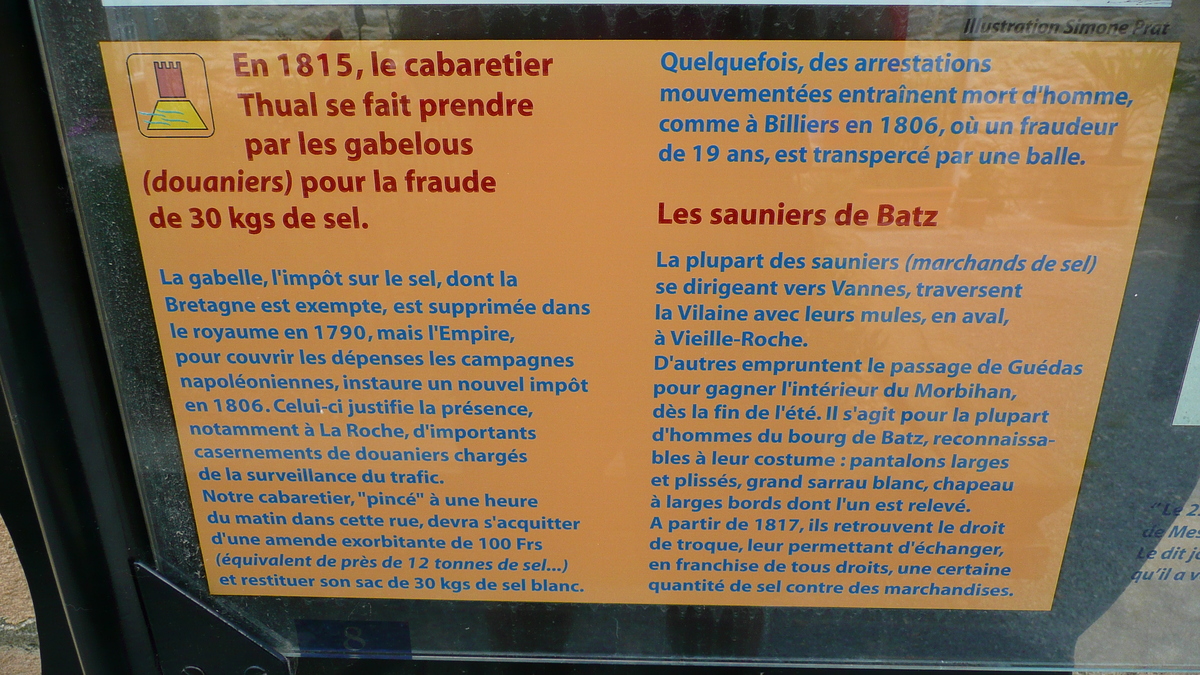 Illustration Simone Prat
En 1815, le cabaretier
Thual se fait prendre
par les gabelous
(douaniers) pour la fraude
de 30 kgs de sel.
La gabelle, l'impôt sur le sel, dont la
Bretagne est exempte, est supprimée dans
le royaume en 1790, mais l'Empire,
pour couvrir les dépenses les campagnes
napoléoniennes, instaure un nouvel impôt
en 1806. Celui-ci justifie la présence,
notamment à La Roche, d'importants
casernements de douaniers chargés
de la surveillance du trafic.
Notre cabaretier, "pincé" à une heure
du matin dans cette rue, devra s'acquitter
d'une amende exorbitante de 100 Frs
(équivalent de près de 12 tonnes de sel...)
et restituer son sac de 30 kgs de sel blanc.
Quelquefois, des arrestations
mouvementées entraînent mort d'homme,
comme à Billiers en 1806, où un fraudeur
de 19 ans, est transpercé par une balle.
Les sauniers de Batz
La plupart des sauniers (marchands de sel)
se dirigeant vers Vannes, traversent
la Vilaine avec leurs mules, en aval,
à Vieille-Roche.
D'autres empruntent le passage de Guédas
pour gagner l'intérieur du Morbihan,
dès la fin de l'été. Il s'agit pour la plupart
d'hommes du bourg de Batz, reconnaissa-
bles à leur costume : pantalons larges
et plissés, grand sarrau blanc, chapeau
à larges bords dont l'un est relevé.
A partir de 1817, ils retrouvent le droit
de troque, leur permettant d'échanger,
en franchise de tous droits, une certaine
quantité de sel contre des marchandises.
"Le 2
de Mes
Le dit j
qu'il a v
8